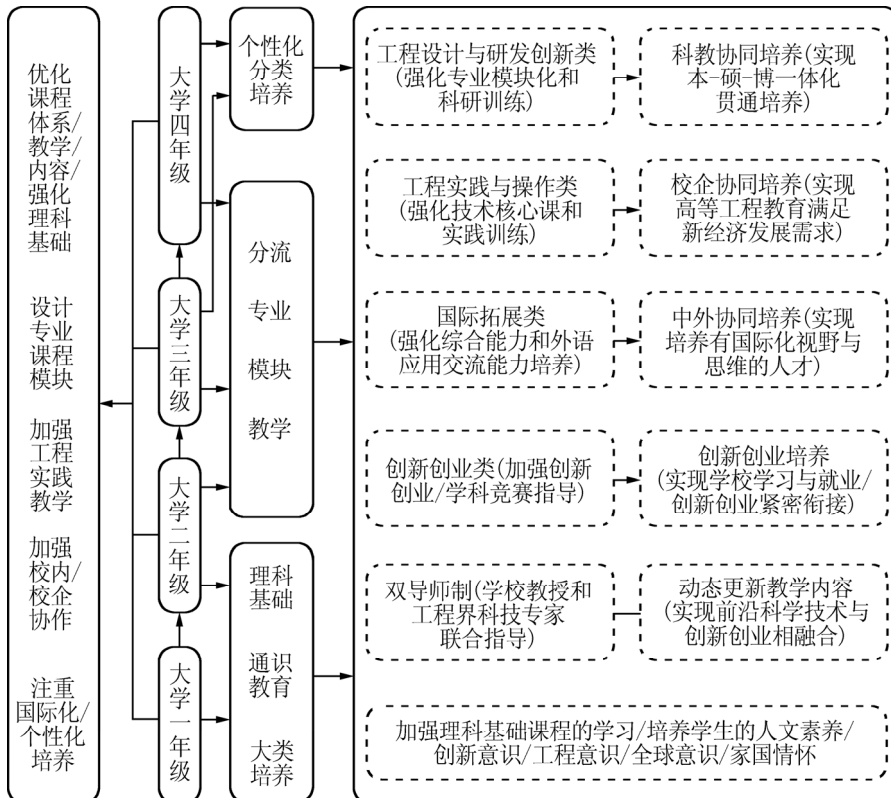 优化
课程
体系/
教学/
内容/
强化
理科
基础
设计
专业
课程
模块
加强
工程
实践
教学
加强
校内/
校企
协作
注重
国际化/
个性化
培养
大学四年级
大学三年级
大学二年级
大学一年级
个性化
分类
培养
分流
专业
模块
教学
理科
基础
通识
教育
大类
培养
工程设计与研发创新类
(强化专业模块化和
科研训练)
科教协同培养(实现
本-硕-博一体化
贯通培养)
工程实践与操作类
(强化技术核心课和
实践训练)
校企协同培养(实现
高等工程教育满足
新经济发展需求)
国际拓展类
(强化综合能力和外语
应用交流能力培养)
中外协同培养(实现
培养有国际化视野与
思维的人才)
创新创业类(加强创新
创业/学科竞赛指导)
创新创业培养
(实现学校学习与就业/
创新创业紧密衔接)
双导师制(学校教授和
工程界科技专家
联合指导)
动态更新教学内容
(实现前沿科学技术与
创新创业相融合)
加强理科基础课程的学习/培养学生的人文素养/
创新意识/工程意识/全球意识/家国情怀